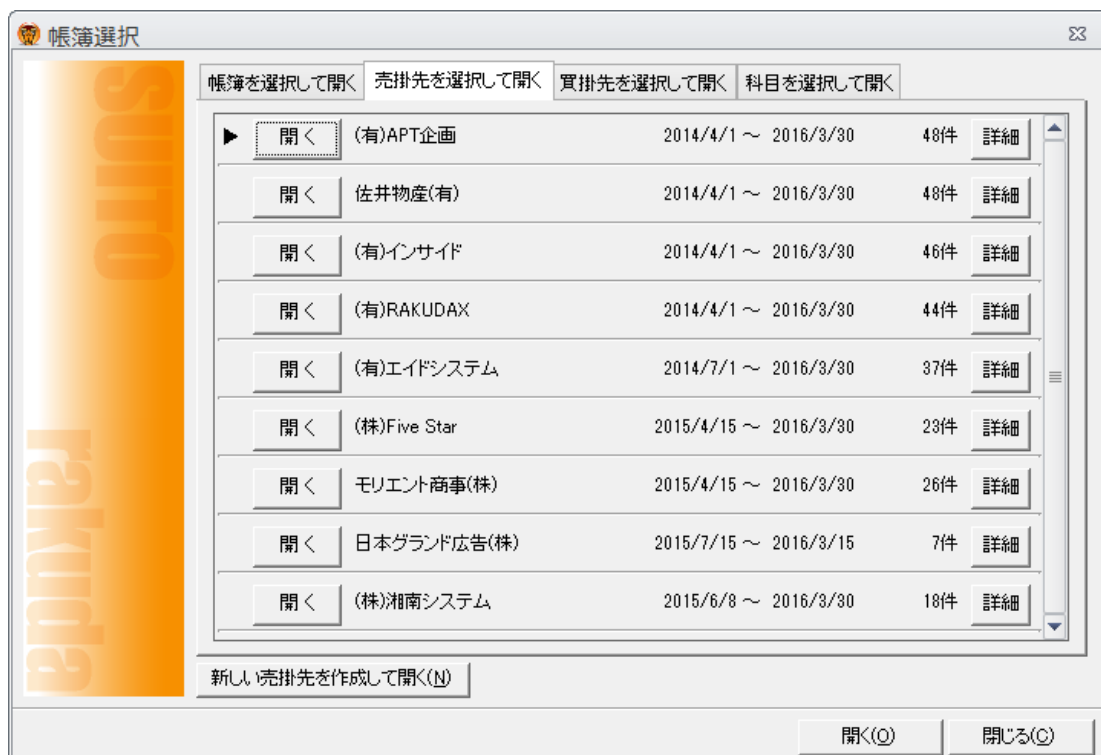 帳簿選択
SUITO
rakuda
帳簿を選択して開く 売掛先を選択して開く 買掛先を選択して開く 科目を選択して開く
開く (有)APT企画 2014/4/1 ～ 2016/3/30 48件 詳細
開く 佐井物産(有) 2014/4/1 ～ 2016/3/30 48件 詳細
開く (有)インサイド 2014/4/1 ～ 2016/3/30 46件 詳細
開く (有)RAKUDAX 2014/4/1 ～ 2016/3/30 44件 詳細
開く (有)エイドシステム 2014/7/1 ～ 2016/3/30 37件 詳細
開く (株)Five Star 2015/4/15 ～ 2016/3/30 23件 詳細
開く モリエント商事(株) 2015/4/15 ～ 2016/3/30 26件 詳細
開く 日本グランド広告(株) 2015/7/15 ～ 2016/3/15 7件 詳細
開く (株)湘南システム 2015/6/8 ～ 2016/3/30 18件 詳細
新しい売掛先を作成して開く(N)
開く(O) 閉じる(C)